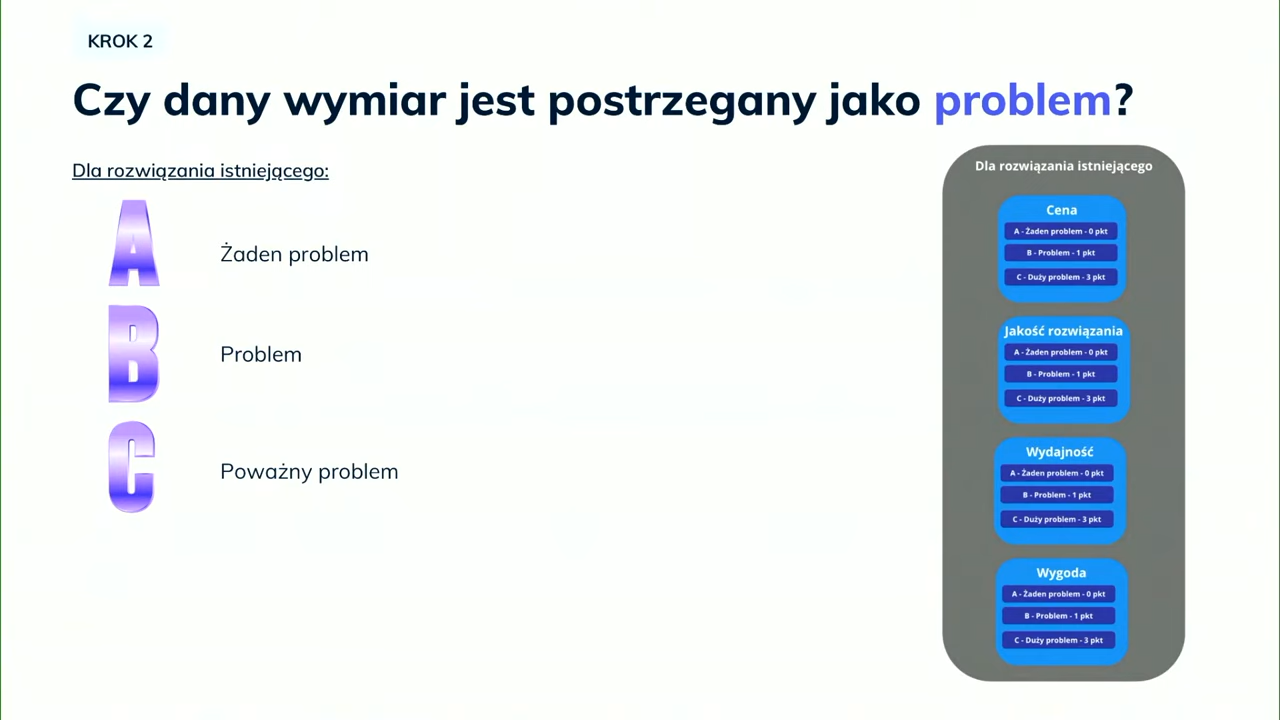 KROK 2
Czy dany wymiar jest postrzegany jako problem?
Dla rozwiązania istniejącego:
A
Żaden problem
B
Problem
C
Poważny problem
Dla rozwiązania istniejącego
Cena
A - Żaden problem - 0 pkt
B - Problem - 1 pkt
C - Duży problem - 3 pkt
Jakość rozwiązania
A - Żaden problem - 0 pkt
B - Problem - 1 pkt
C - Duży problem - 3 pkt
Wydajność
A - Żaden problem - 0 pkt
B - Problem - 1 pkt
C - Duży problem - 3 pkt
Wygoda
A - Żaden problem - 0 pkt
B - Problem - 1 pkt
C - Duży problem - 3 pkt